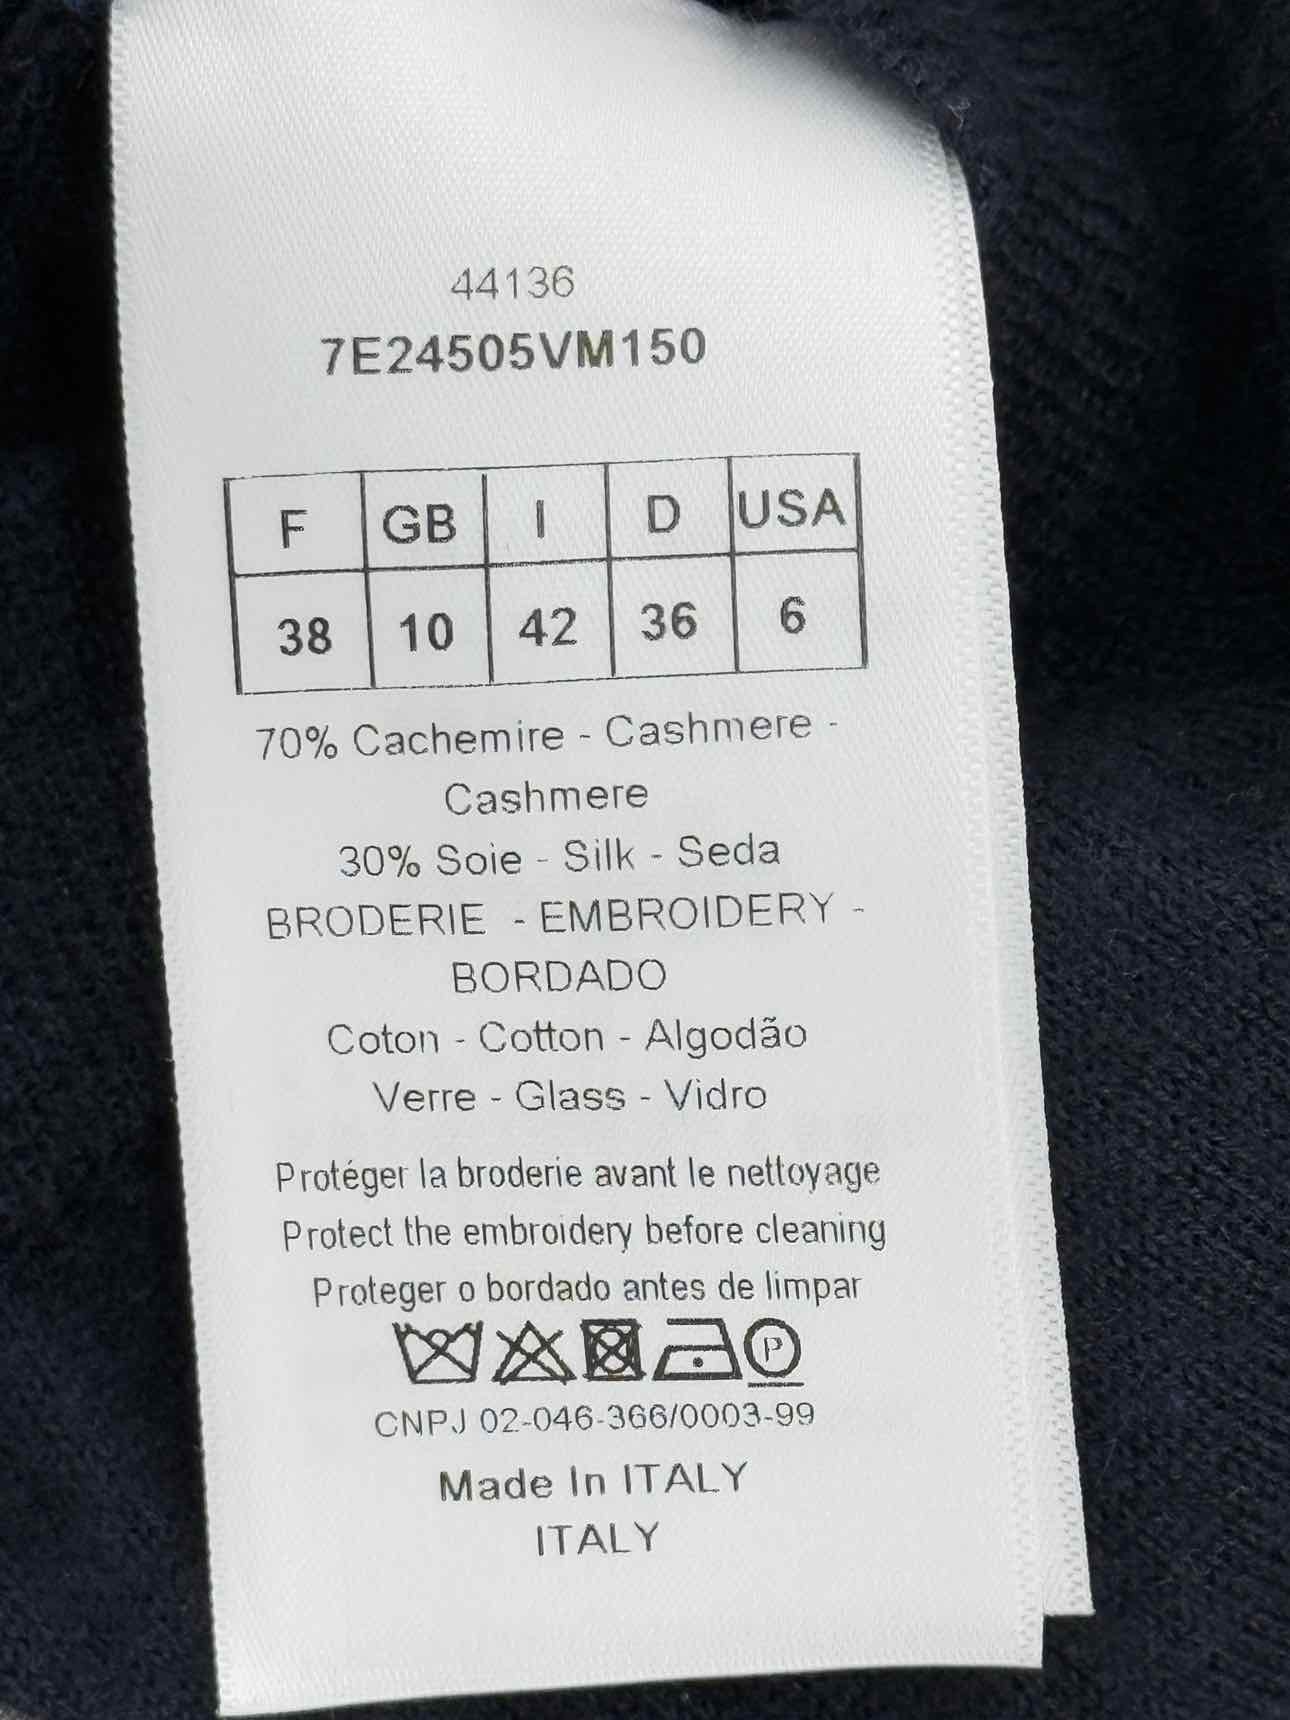 44136
7E24505VM150
F GB I D USA
38 10 42 36 6
70% Cachemire - Cashmere -
Cashmere
30% Soie - Silk - Seda
BRODERIE - EMBROIDERY -
BORDADO
Coton - Cotton - Algodão
Verre - Glass - Vidro
Protéger la broderie avant le nettoyage
Protect the embroidery before cleaning
Proteger o bordado antes de limpar
P
CNPJ 02-046-366/0003-99
Made In ITALY
ITALY